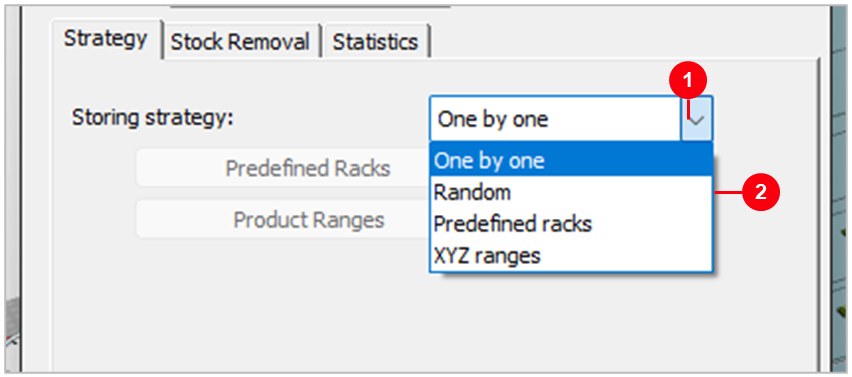 Strategy Stock Removal Statistics
1
Storing strategy: One by one
One by one
Predefined Racks
Random
2
Product Ranges
Predefined racks
XYZ ranges